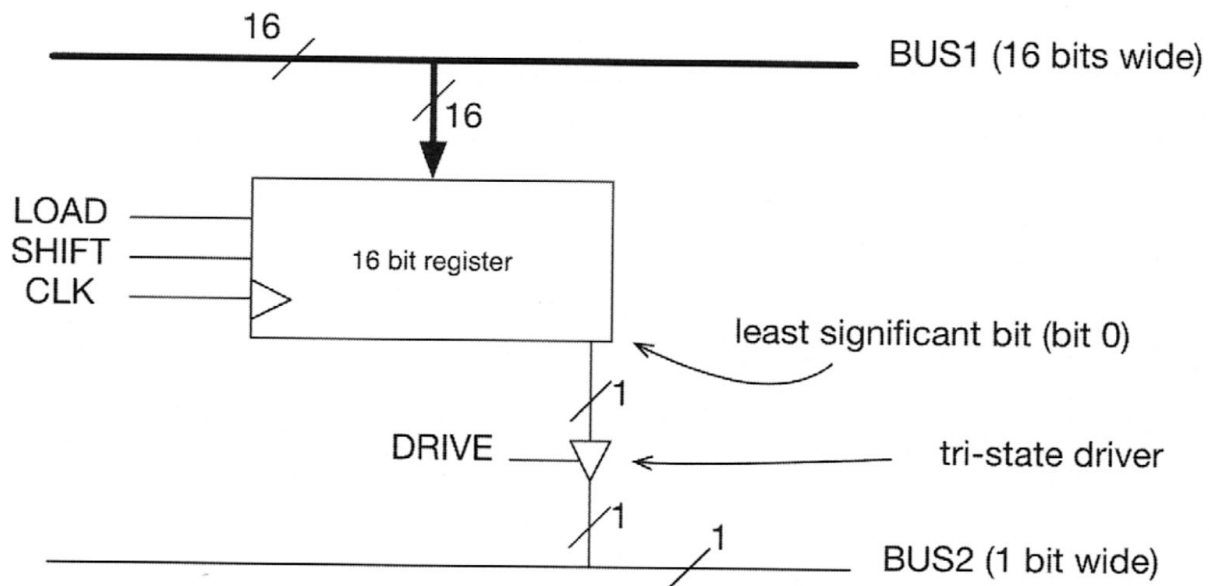 16
BUS1 (16 bits wide)
16
LOAD
SHIFT
16 bit register
CLK
least significant bit (bit 0)
1
DRIVE
tri-state driver
1
1
BUS2 (1 bit wide)